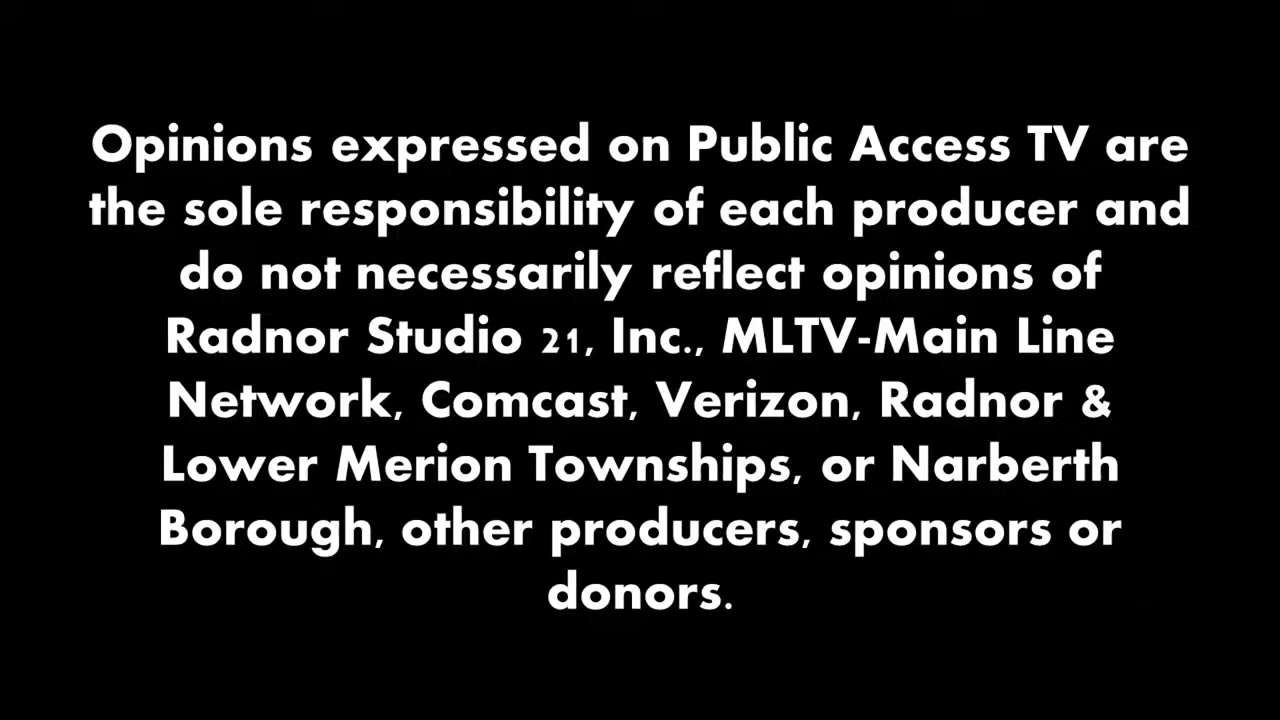 Opinions expressed on Public Access TV are
the sole responsibility of each producer and
do not necessarily reflect opinions of
Radnor Studio 21, Inc., MLTV-Main Line
Network, Comcast, Verizon, Radnor &
Lower Merion Townships, or Narberth
Borough, other producers, sponsors or
donors.